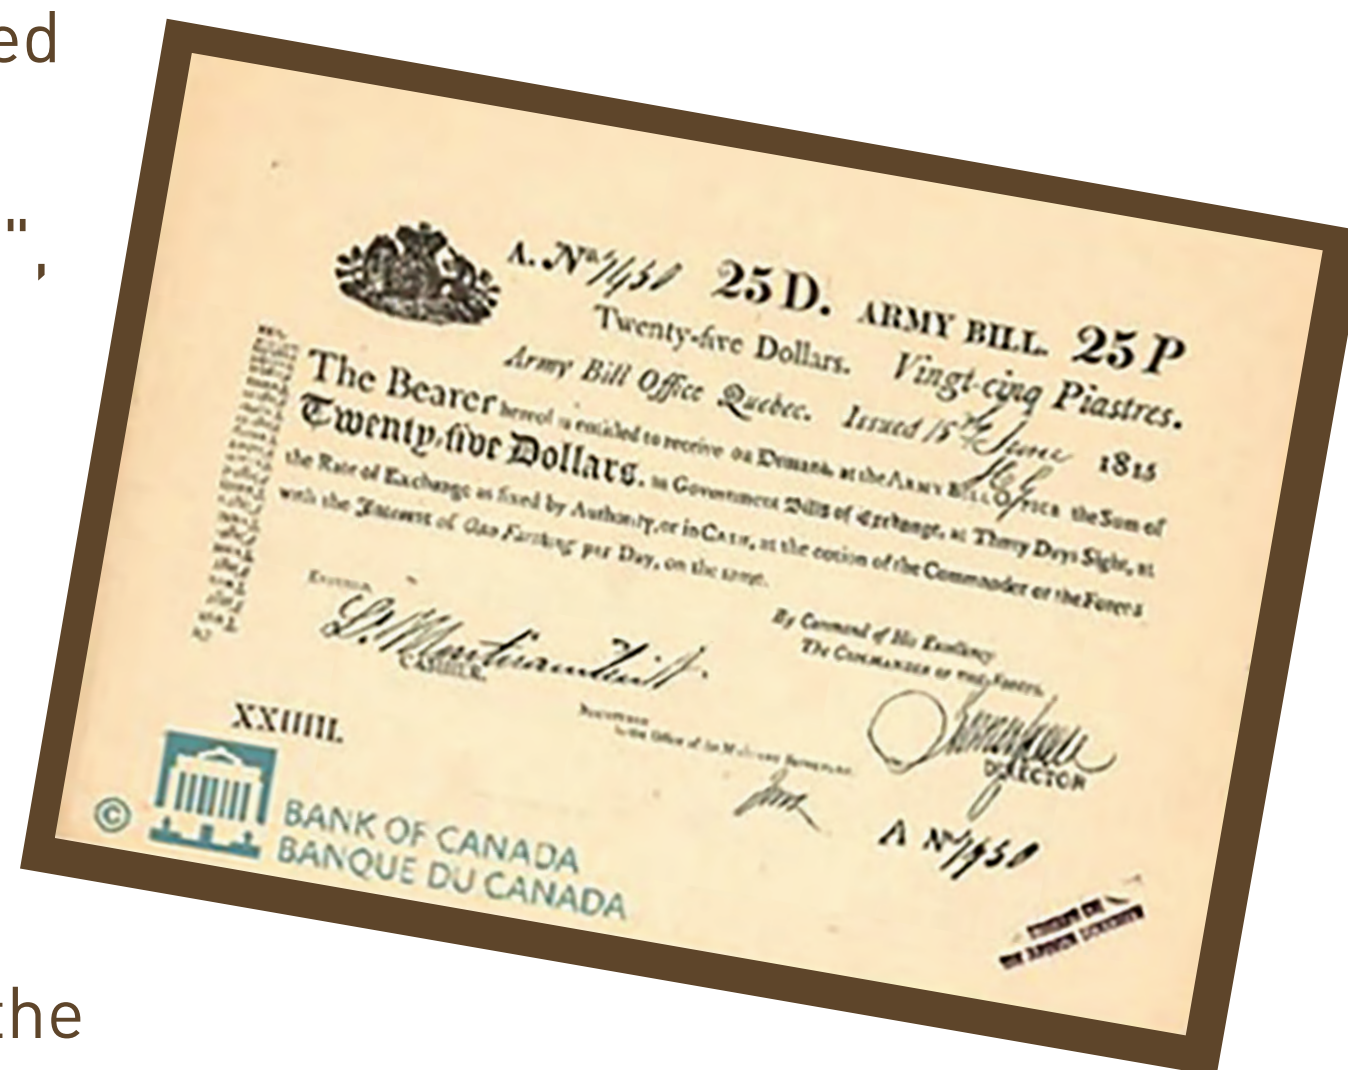 ed
",
A. No. 1430 25 D. ARMY BILL. 25 P
Twenty-five Dollars. Vingt-cinq Piastres.
Army Bill Office Quebec. Issued 15th June 1815
The Bearer hereof is entitled to receive on Demand, at the ARMY BILL OFFICE the Sum of
Twenty-five Dollars, in Government Bills of Exchange, at Thirty Days Sight, at
the Rate of Exchange as fixed by Authority, or in CASH, at the option of the Commander of the Forces
with the Interest of One Farthing per Day, on the same.
By Command of His Excellency
The COMMANDER OF THE FORCES.
CASHIER.
DIRECTOR
XXIIIII.
A No
© BANK OF CANADA
BANQUE DU CANADA
the